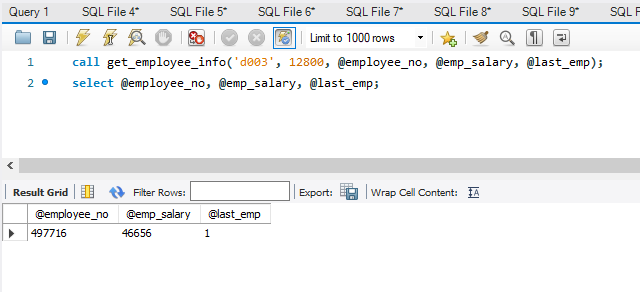 Query 1 SQL File 4* SQL File 5* SQL File 6* SQL File 7* SQL File 8* SQL File 9*
Limit to 1000 rows
1 call get_employee_info('d003', 12800, @employee_no, @emp_salary, @last_emp);
2 select @employee_no, @emp_salary, @last_emp;
Result Grid Filter Rows: Export: Wrap Cell Content: IA
@employee_no @emp_salary @last_emp
497716 46656 1